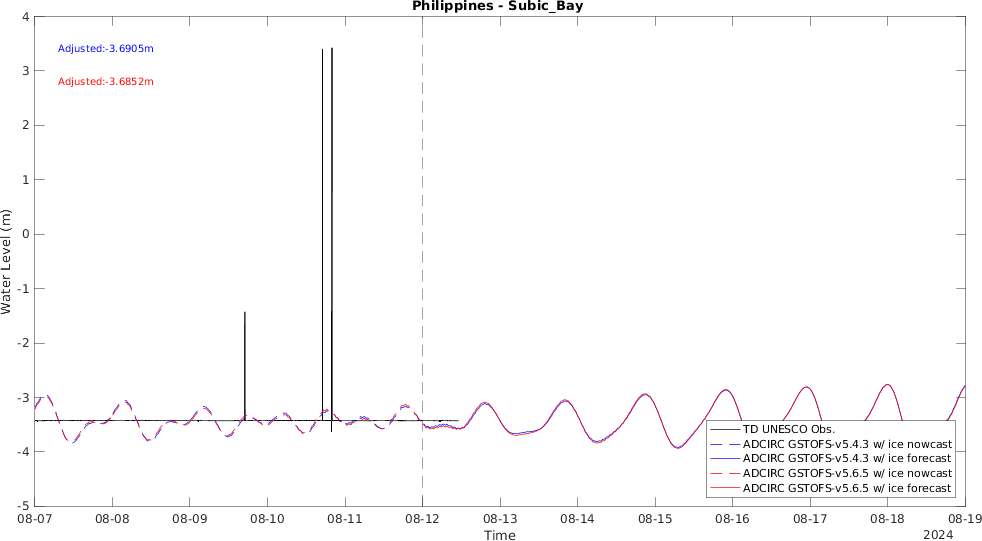 Philippines - Subic_Bay
Adjusted:-3.6905m
Adjusted:-3.6852m
4
3
2
1
0
-1
-2
-3
-4
-5
Water Level (m)
TD UNESCO Obs.
ADCIRC GSTOFS-v5.4.3 w/ ice nowcast
ADCIRC GSTOFS-v5.4.3 w/ ice forecast
ADCIRC GSTOFS-v5.6.5 w/ ice nowcast
ADCIRC GSTOFS-v5.6.5 w/ ice forecast
08-07 08-08 08-09 08-10 08-11 08-12 08-13 08-14 08-15 08-16 08-17 08-18 08-19
Time
2024